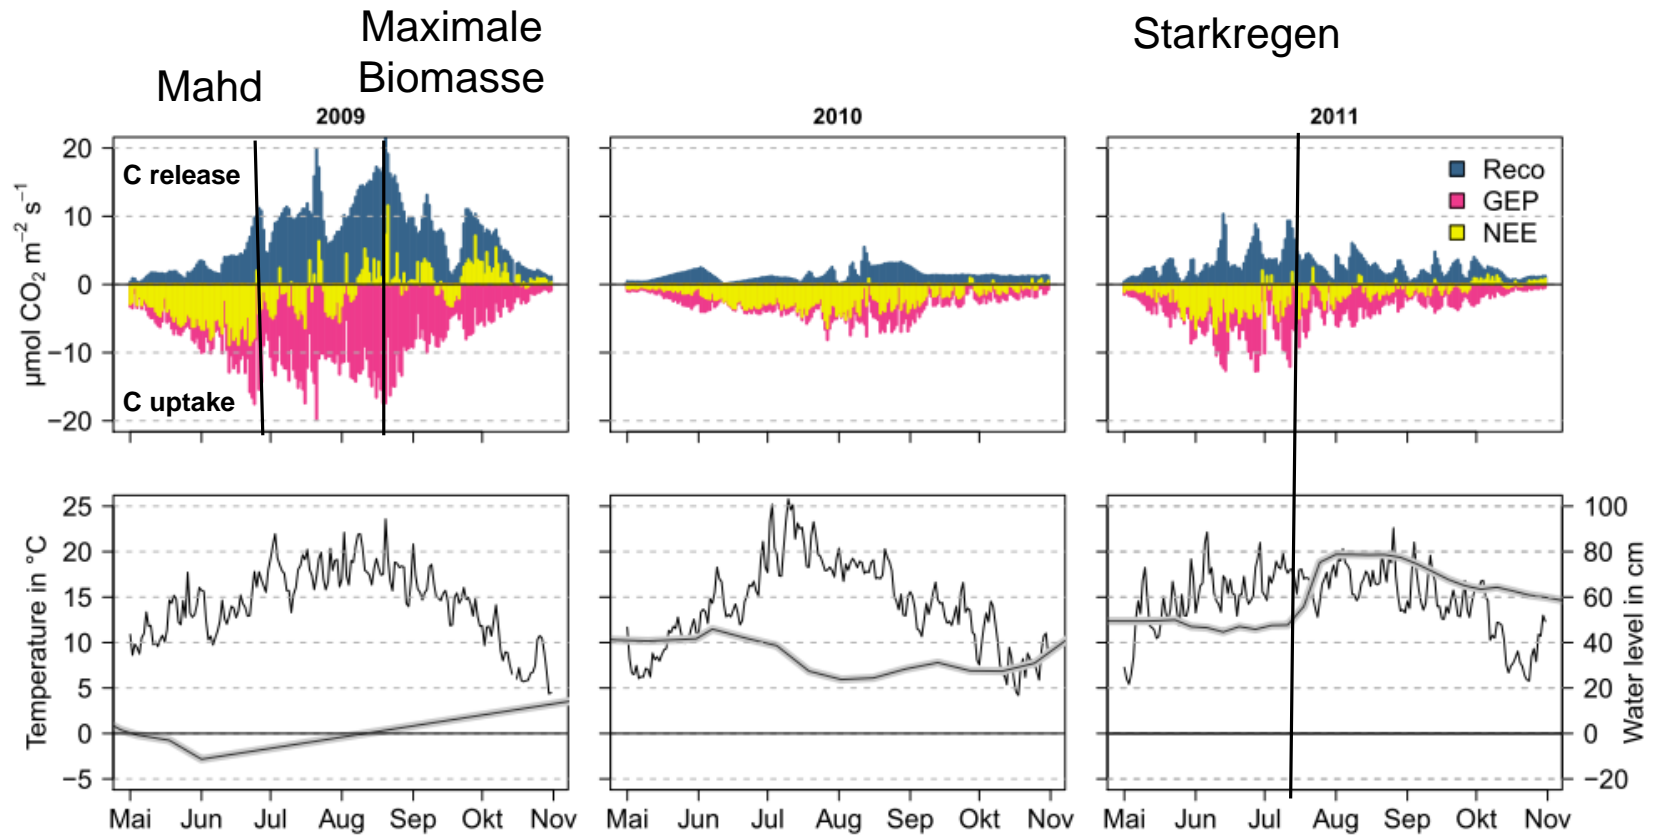 Maximale
Biomasse
Starkregen
Mahd
2009
2010
2011
20
10
0
−10
−20
µmol CO₂ m⁻² s⁻¹
C release
C uptake
Reco
GEP
NEE
25
20
15
10
5
0
−5
Temperature in °C
100
80
60
40
20
0
−20
Water level in cm
Mai Jun Jul Aug Sep Okt Nov
Mai Jun Jul Aug Sep Okt Nov
Mai Jun Jul Aug Sep Okt Nov